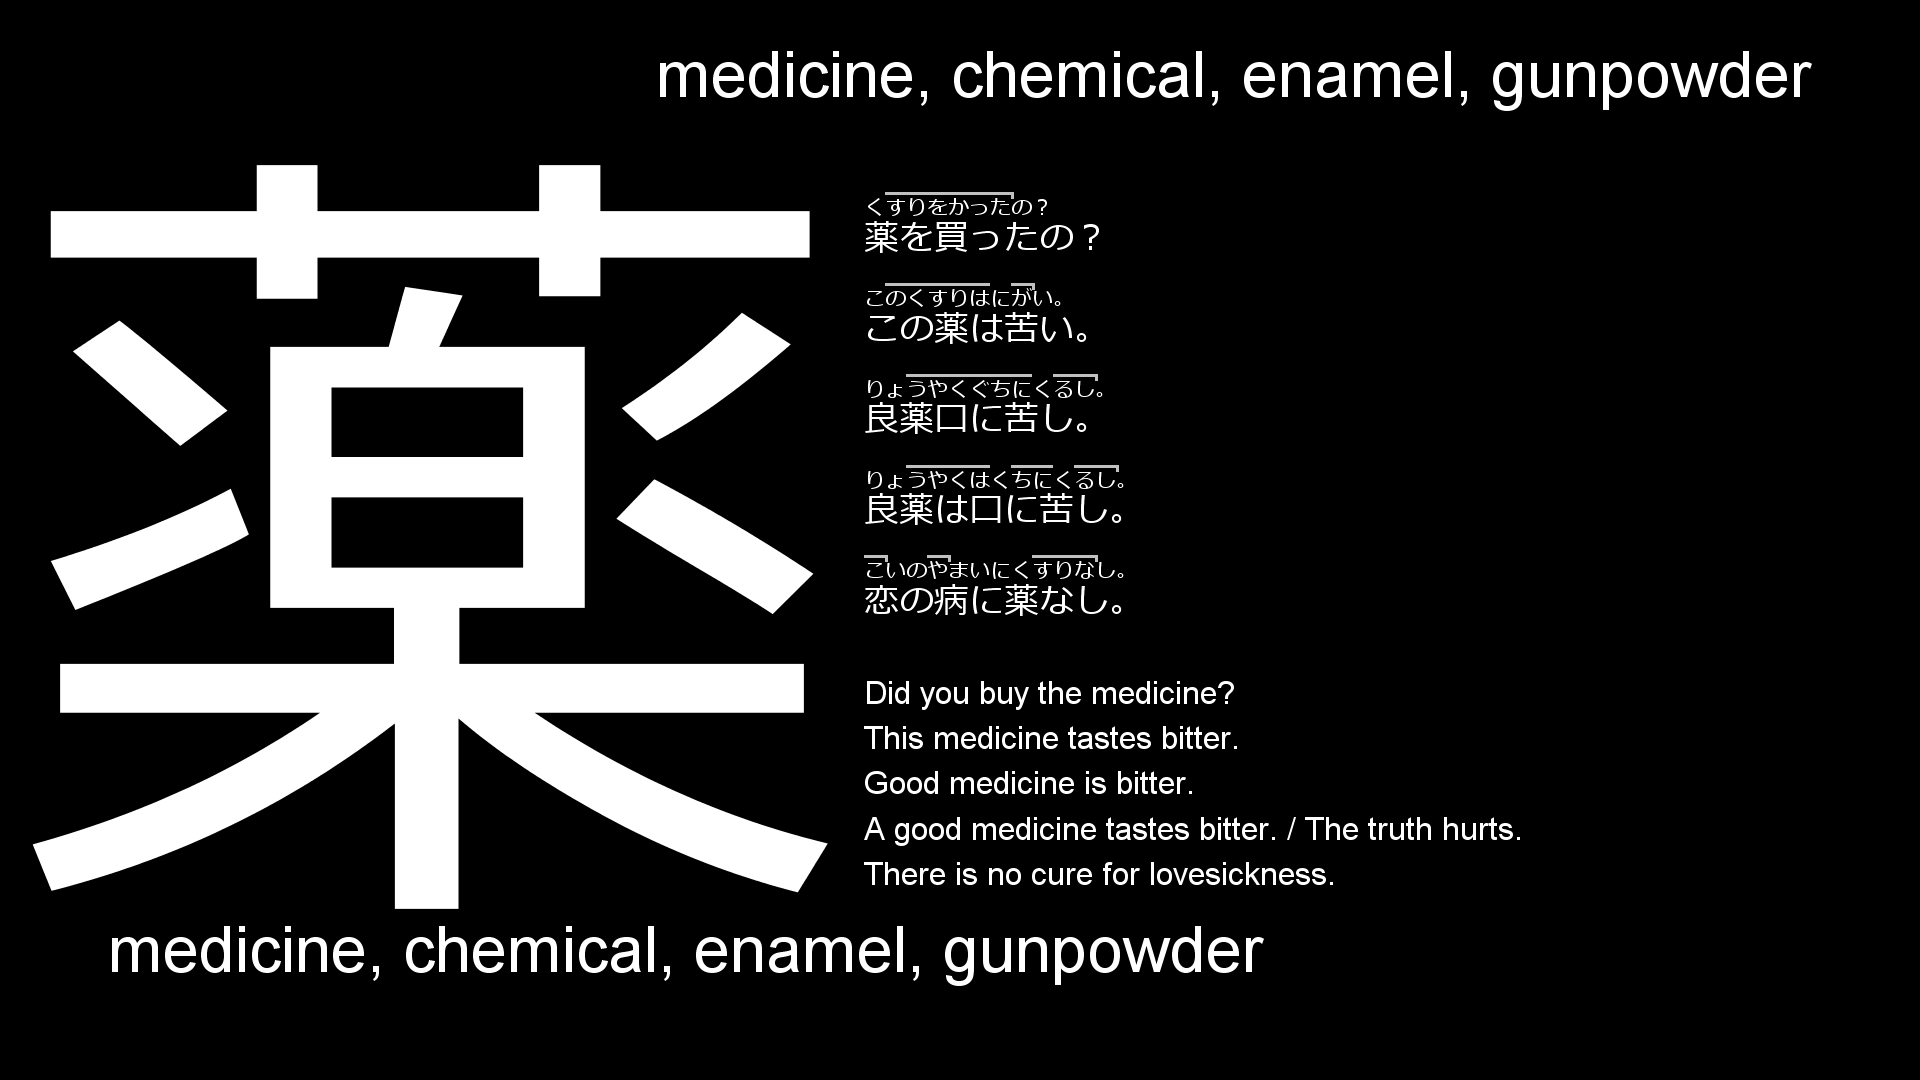 medicine, chemical, enamel, gunpowder
薬
くすりをかったの？
薬を買ったの？
このくすりはにがい。
この薬は苦い。
りょうやくぐちにくるし。
良薬口に苦し。
りょうやくはくちにくるし。
良薬は口に苦し。
こいのやまいにくすりなし。
恋の病に薬なし。
Did you buy the medicine?
This medicine tastes bitter.
Good medicine is bitter.
A good medicine tastes bitter. / The truth hurts.
There is no cure for lovesickness.
medicine, chemical, enamel, gunpowder